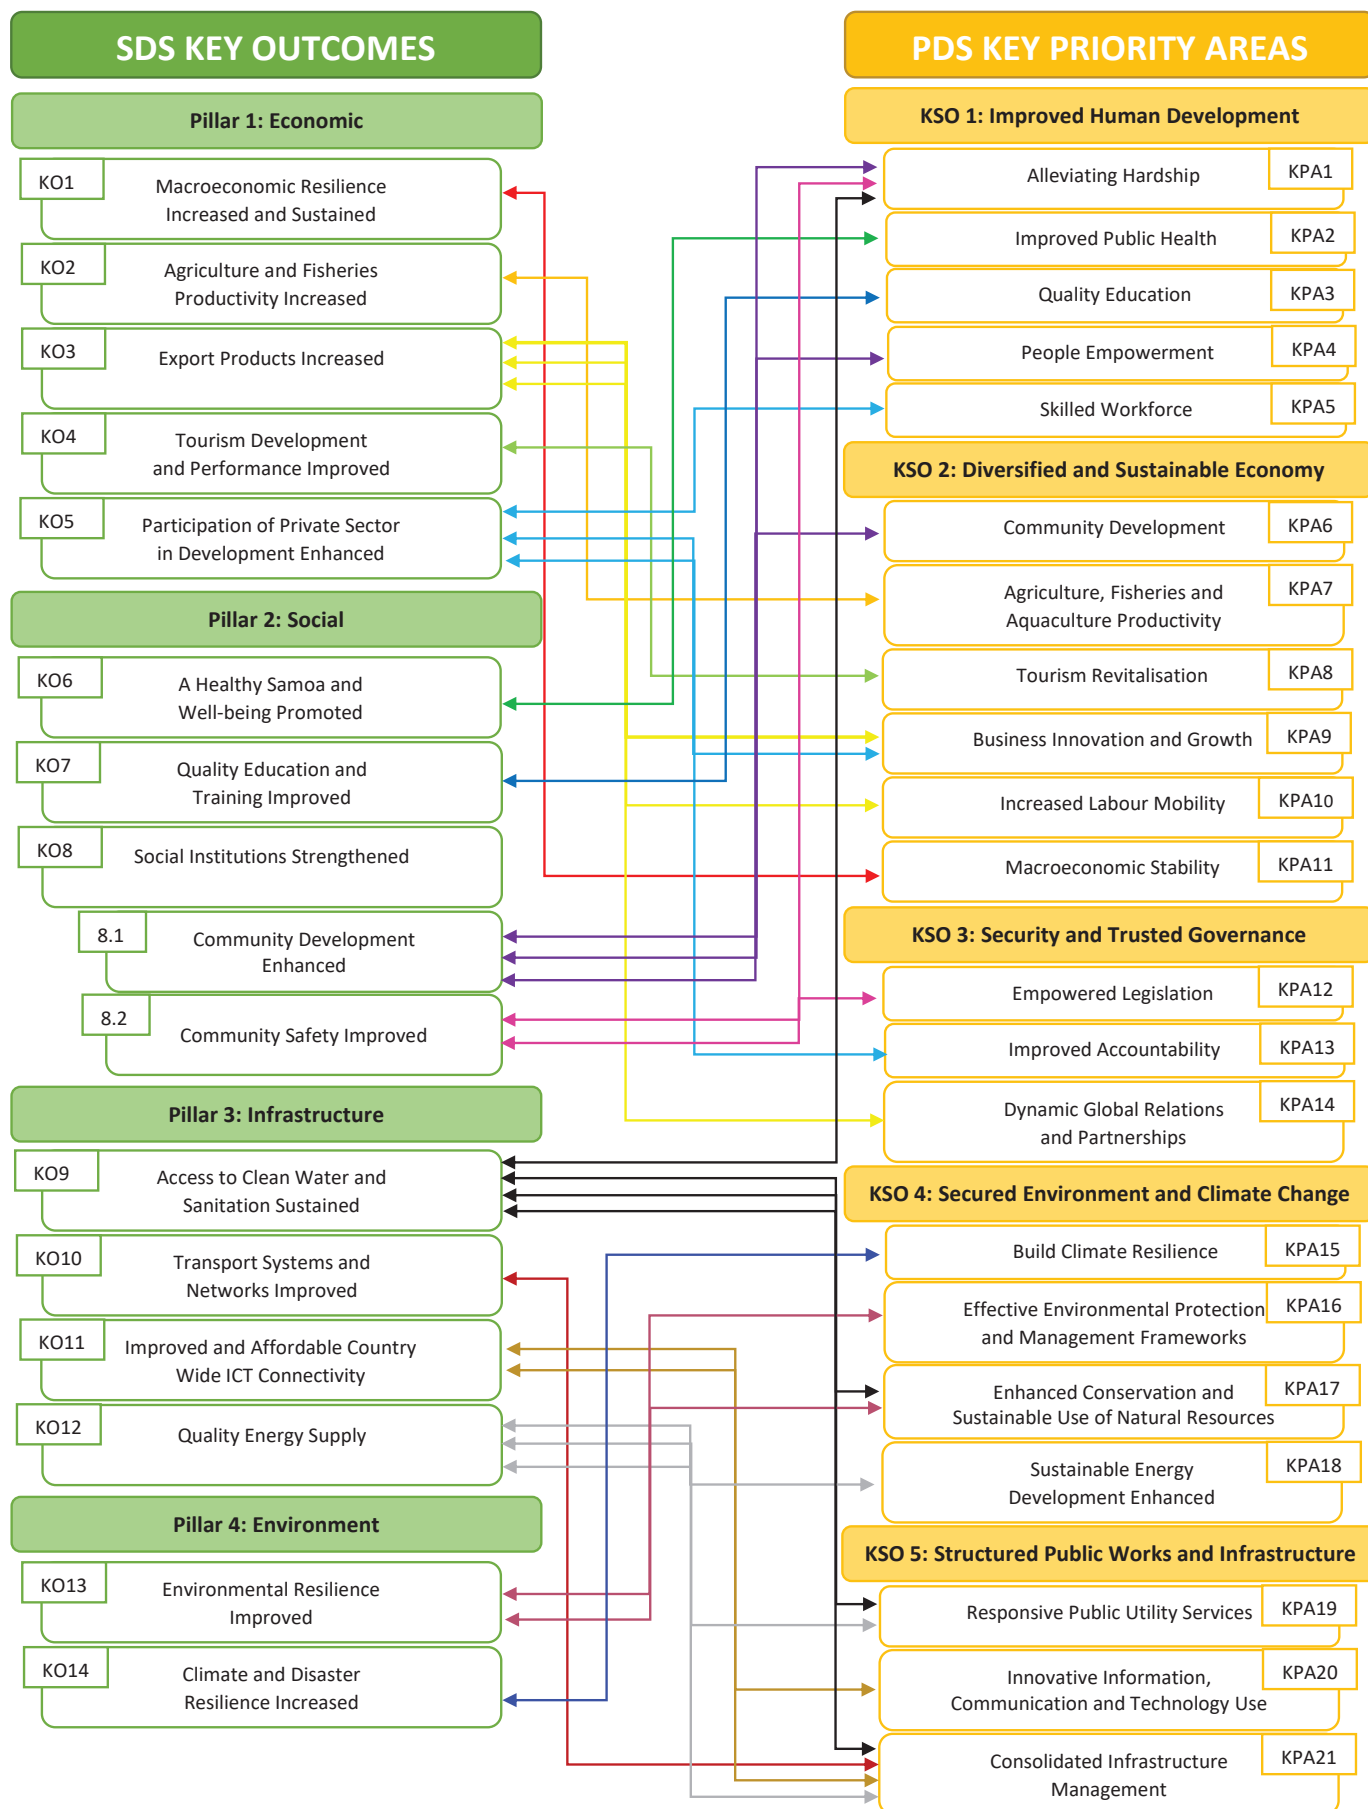 SDS KEY OUTCOMES
Pillar 1: Economic
KO1
Macroeconomic Resilience
Increased and Sustained
KO2
Agriculture and Fisheries
Productivity Increased
KO3
Export Products Increased
KO4
Tourism Development
and Performance Improved
KO5
Participation of Private Sector
in Development Enhanced
Pillar 2: Social
KO6
A Healthy Samoa and
Well-being Promoted
KO7
Quality Education and
Training Improved
KO8
Social Institutions Strengthened
8.1
Community Development
Enhanced
8.2
Community Safety Improved
Pillar 3: Infrastructure
KO9
Access to Clean Water and
Sanitation Sustained
KO10
Transport Systems and
Networks Improved
KO11
Improved and Affordable Country
Wide ICT Connectivity
KO12
Quality Energy Supply
Pillar 4: Environment
KO13
Environmental Resilience
Improved
KO14
Climate and Disaster
Resilience Increased
PDS KEY PRIORITY AREAS
KSO 1: Improved Human Development
Alleviating Hardship
KPA1
Improved Public Health
KPA2
Quality Education
KPA3
People Empowerment
KPA4
Skilled Workforce
KPA5
KSO 2: Diversified and Sustainable Economy
Community Development
KPA6
Agriculture, Fisheries and
Aquaculture Productivity
KPA7
Tourism Revitalisation
KPA8
Business Innovation and Growth
KPA9
Increased Labour Mobility
KPA10
Macroeconomic Stability
KPA11
KSO 3: Security and Trusted Governance
Empowered Legislation
KPA12
Improved Accountability
KPA13
Dynamic Global Relations
and Partnerships
KPA14
KSO 4: Secured Environment and Climate Change
Build Climate Resilience
KPA15
Effective Environmental Protection
and Management Frameworks
KPA16
Enhanced Conservation and
Sustainable Use of Natural Resources
KPA17
Sustainable Energy
Development Enhanced
KPA18
KSO 5: Structured Public Works and Infrastructure
Responsive Public Utility Services
KPA19
Innovative Information,
Communication and Technology Use
KPA20
Consolidated Infrastructure
Management
KPA21